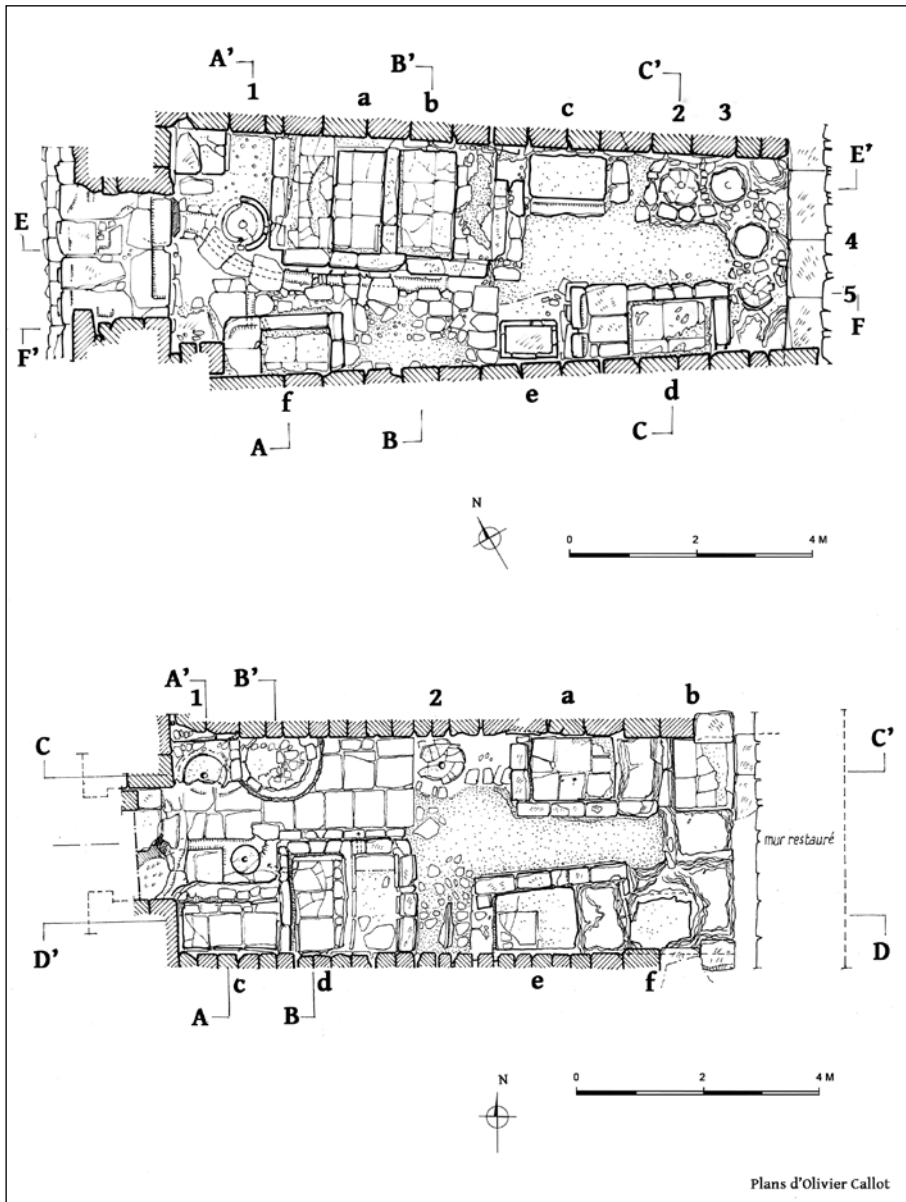 A' B' C'
1 a b c 2 3
E'
E 4
5
F
F'
f e d
A B C
N
0 2 4 M
A' B' 2 a b
1
C C'
mur restauré
D' D
c d e f
A B
N
0 2 4 M
Plans d'Olivier Callot